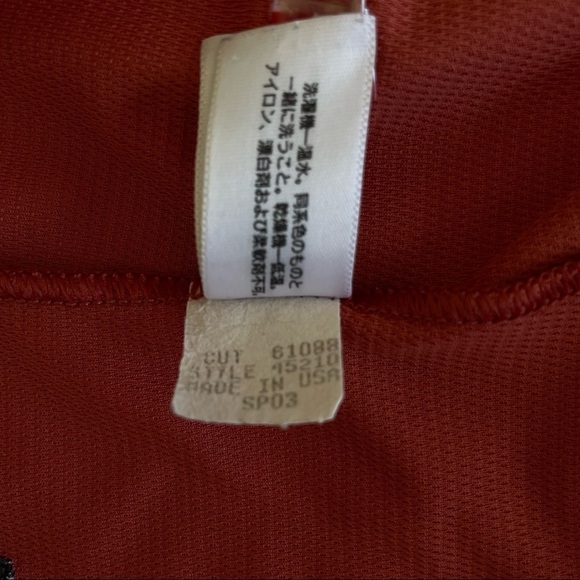 洗濯機一温水。同系色のものと
一緒に洗うこと。乾燥機一低温。
アイロン、漂白剤および柔軟剤不可
CUT 61088
STYLE 45210
MADE IN USA
SP03